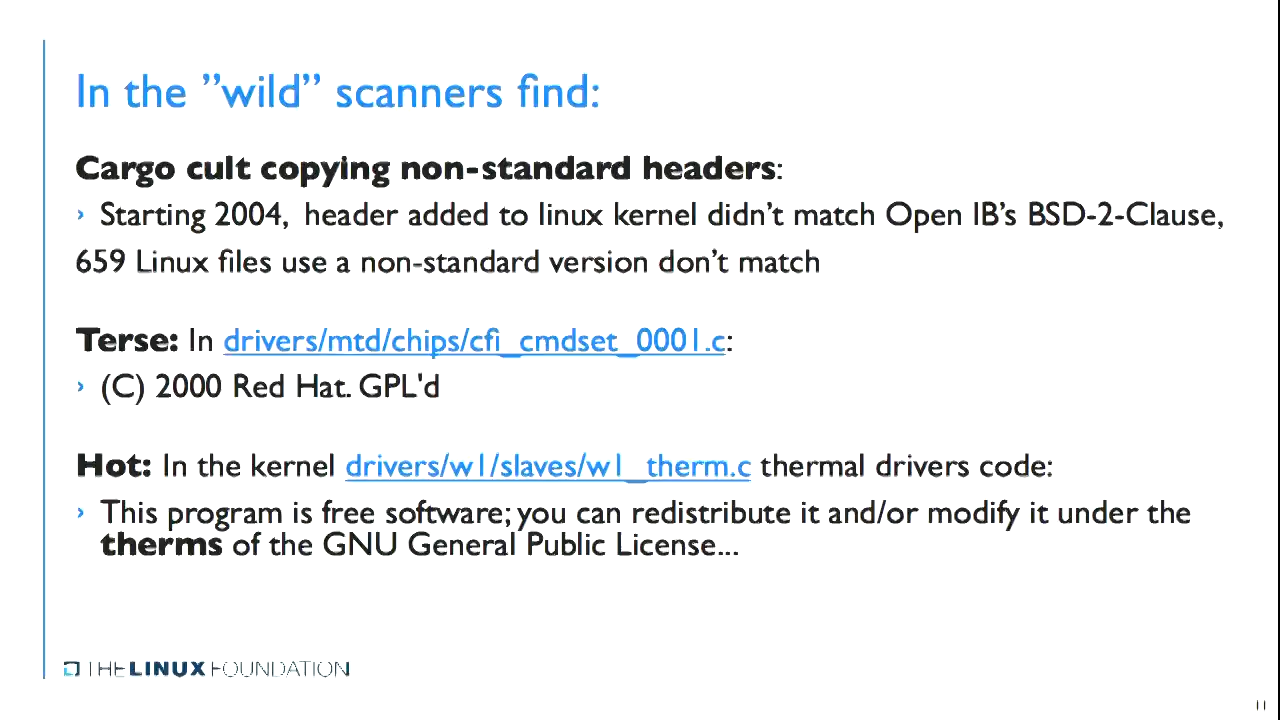 In the ”wild” scanners find:
Cargo cult copying non-standard headers:
› Starting 2004, header added to linux kernel didn’t match Open IB’s BSD-2-Clause,
659 Linux files use a non-standard version don’t match
Terse: In drivers/mtd/chips/cfi_cmdset_0001.c:
› (C) 2000 Red Hat. GPL'd
Hot: In the kernel drivers/w1/slaves/w1_therm.c thermal drivers code:
› This program is free software; you can redistribute it and/or modify it under the
therms of the GNU General Public License...
THE LINUX FOUNDATION
11